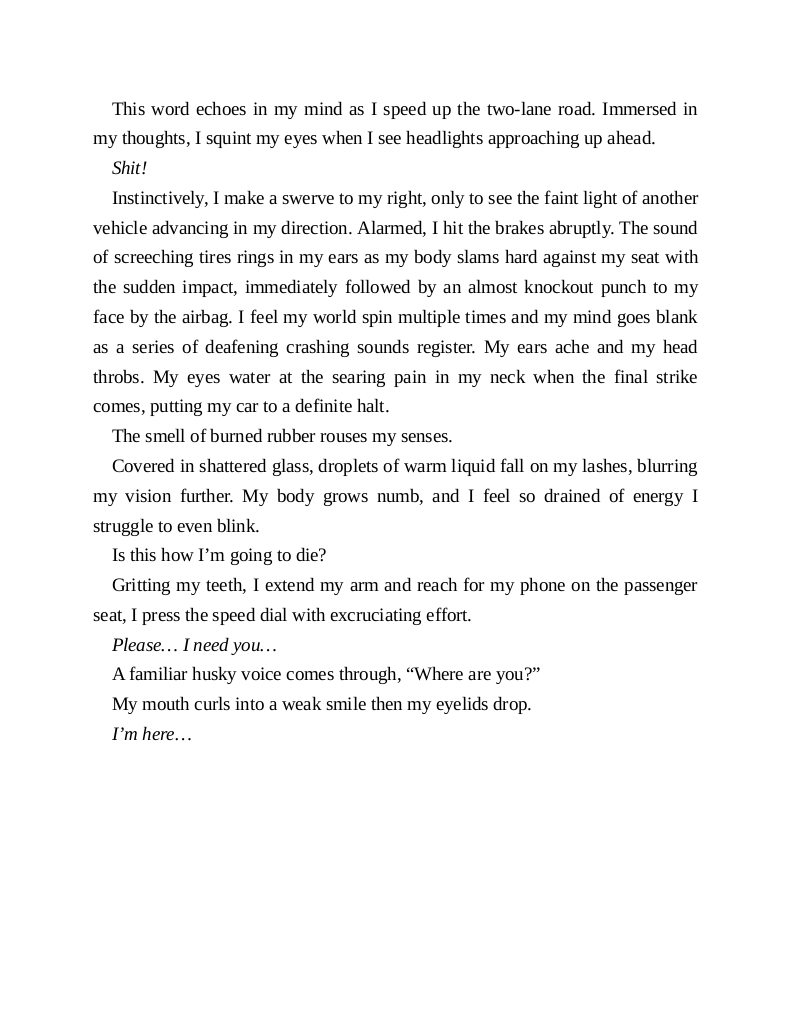 This word echoes in my mind as I speed up the two-lane road. Immersed in
my thoughts, I squint my eyes when I see headlights approaching up ahead.
Shit!
Instinctively, I make a swerve to my right, only to see the faint light of another
vehicle advancing in my direction. Alarmed, I hit the brakes abruptly. The sound
of screeching tires rings in my ears as my body slams hard against my seat with
the sudden impact, immediately followed by an almost knockout punch to my
face by the airbag. I feel my world spin multiple times and my mind goes blank
as a series of deafening crashing sounds register. My ears ache and my head
throbs. My eyes water at the searing pain in my neck when the final strike
comes, putting my car to a definite halt.
The smell of burned rubber rouses my senses.
Covered in shattered glass, droplets of warm liquid fall on my lashes, blurring
my vision further. My body grows numb, and I feel so drained of energy I
struggle to even blink.
Is this how I’m going to die?
Gritting my teeth, I extend my arm and reach for my phone on the passenger
seat, I press the speed dial with excruciating effort.
Please… I need you…
A familiar husky voice comes through, “Where are you?”
My mouth curls into a weak smile then my eyelids drop.
I’m here…